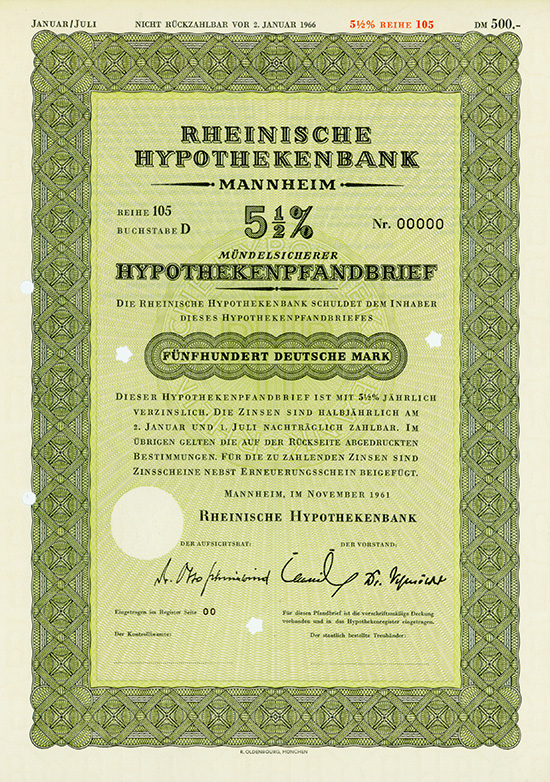 JANUAR/JULI NICHT RÜCKZAHLBAR VOR 2. JANUAR 1966 5½% REIHE 105 DM 500.-
RHEINISCHE
HYPOTHEKENBANK
MANNHEIM
REIHE 105
BUCHSTABE D
5½%
Nr. 00000
MÜNDELSICHERER
HYPOTHEKENPFANDBRIEF
DIE RHEINISCHE HYPOTHEKENBANK SCHULDET DEM INHABER
DIESES HYPOTHEKENPFANDBRIEFES
FÜNFHUNDERT DEUTSCHE MARK
DIESER HYPOTHEKENPFANDBRIEF IST MIT 5½% JÄHRLICH
VERZINSLICH. DIE ZINSEN SIND HALBJÄHRLICH AM
2. JANUAR UND 1. JULI NACHTRÄGLICH ZAHLBAR. IM
ÜBRIGEN GELTEN DIE AUF DER RÜCKSEITE ABGEDRUCKTEN
BESTIMMUNGEN. FÜR DIE ZU ZAHLENDEN ZINSEN SIND
ZINSSCHEINE NEBST ERNEUERUNGSSCHEIN BEIGEFÜGT.
MANNHEIM, IM NOVEMBER 1961
RHEINISCHE HYPOTHEKENBANK
DER AUFSICHTSRAT: DER VORSTAND:
Eingetragen im Register Seite 00
Der Kontrollbeamte:
Für diesen Pfandbrief ist die vorschriftsmäßige Deckung
vorhanden und in das Hypothekenregister eingetragen.
Der staatlich bestellte Treuhänder:
R. OLDENBOURG, MÜNCHEN